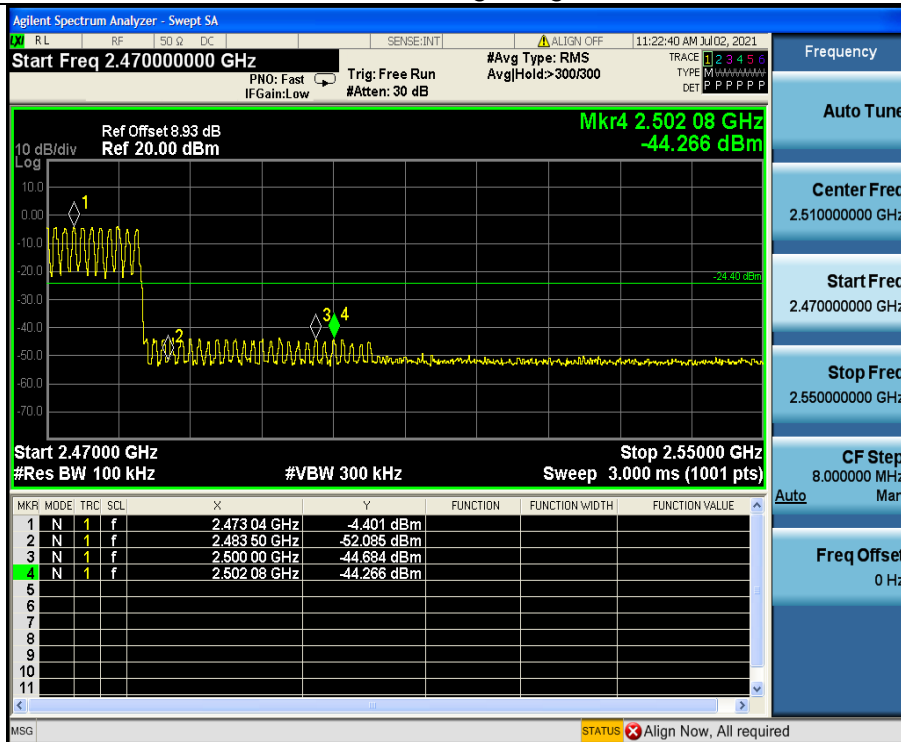 Agilent Spectrum Analyzer - Swept SA
LXI RL RF 50 Ω DC SENSE:INT ALIGN OFF 11:22:40 AM Jul 02, 2021
Start Freq 2.470000000 GHz
PNO: Fast
IFGain:Low
Trig: Free Run
#Atten: 30 dB
#Avg Type: RMS
Avg|Hold:>300/300
TRACE 1 2 3 4 5 6
TYPE M
DET P P P P P P
Mkr4 2.502 08 GHz
-44.266 dBm
Ref Offset 8.93 dB
10 dB/div Ref 20.00 dBm
Log
10.0
0.00
-10.0
-20.0
-30.0
-40.0
-50.0
-60.0
-70.0
1
2
3
4
-24.40 dBm
Start 2.47000 GHz Stop 2.55000 GHz
#Res BW 100 kHz #VBW 300 kHz Sweep 3.000 ms (1001 pts)
MKR MODE TRC SCL X Y FUNCTION FUNCTION WIDTH FUNCTION VALUE
1 N 1 f 2.473 04 GHz -4.401 dBm
2 N 1 f 2.483 50 GHz -52.085 dBm
3 N 1 f 2.500 00 GHz -44.684 dBm
4 N 1 f 2.502 08 GHz -44.266 dBm
5
6
7
8
9
10
11
MSG STATUS Align Now, All required
Frequency
Auto Tune
Center Freq
2.510000000 GHz
Start Freq
2.470000000 GHz
Stop Freq
2.550000000 GHz
CF Step
8.000000 MHz
Auto Man
Freq Offset
0 Hz